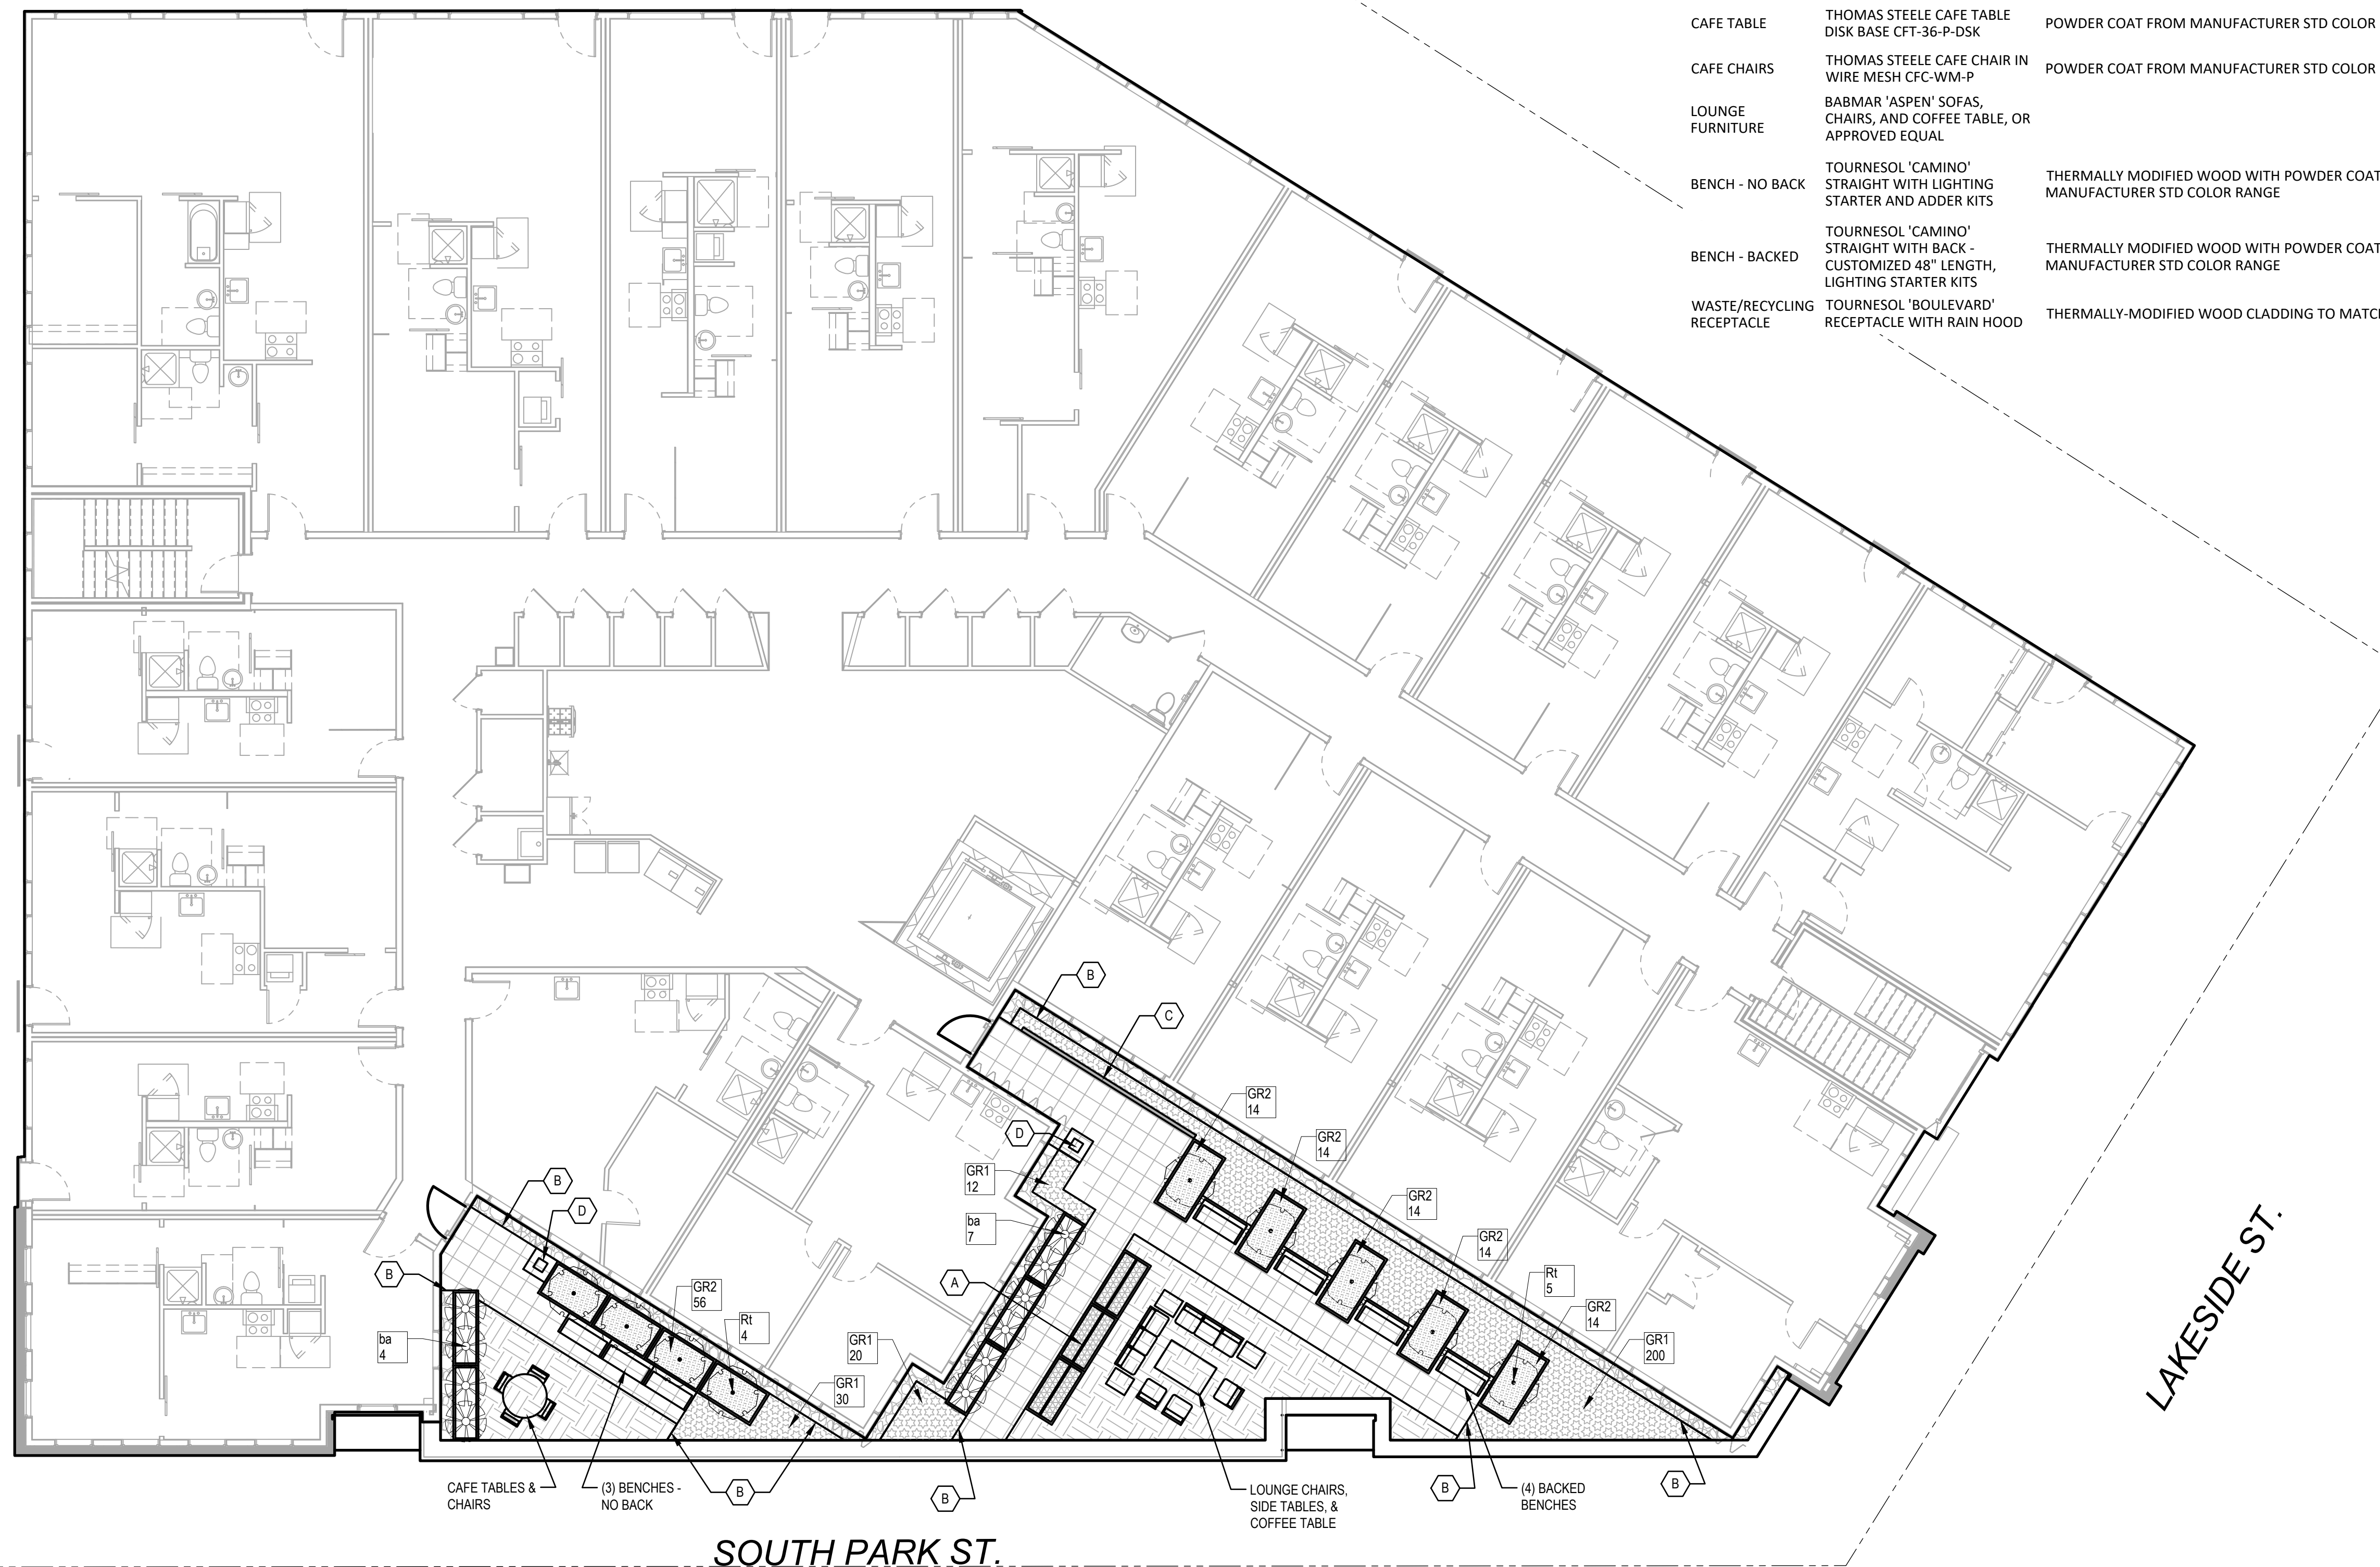 CAFE TABLE
THOMAS STEELE CAFE TABLE
DISK BASE CFT-36-P-DSK
POWDER COAT FROM MANUFACTURER STD COLOR
CAFE CHAIRS
THOMAS STEELE CAFE CHAIR IN
WIRE MESH CFC-WM-P
POWDER COAT FROM MANUFACTURER STD COLOR
LOUNGE
FURNITURE
BABMAR 'ASPEN' SOFAS,
CHAIRS, AND COFFEE TABLE, OR
APPROVED EQUAL
BENCH - NO BACK
TOURNESOL 'CAMINO'
STRAIGHT WITH LIGHTING
STARTER AND ADDER KITS
THERMALLY MODIFIED WOOD WITH POWDER COAT
MANUFACTURER STD COLOR RANGE
BENCH - BACKED
TOURNESOL 'CAMINO'
STRAIGHT WITH BACK -
CUSTOMIZED 48" LENGTH,
LIGHTING STARTER KITS
THERMALLY MODIFIED WOOD WITH POWDER COAT
MANUFACTURER STD COLOR RANGE
WASTE/RECYCLING
RECEPTACLE
TOURNESOL 'BOULEVARD'
RECEPTACLE WITH RAIN HOOD
THERMALLY-MODIFIED WOOD CLADDING TO MATC
B
C
GR2
14
D
GR2
14
GR1
12
B
GR2
14
D
ba
7
GR2
14
B
A
Rt
5
GR2
56
GR2
14
Rt
4
ba
4
GR1
20
GR1
200
GR1
30
CAFE TABLES &
CHAIRS
(3) BENCHES -
NO BACK
B
B
LOUNGE CHAIRS,
SIDE TABLES, &
COFFEE TABLE
B
(4) BACKED
BENCHES
B
LAKESIDE ST.
SOUTH PARK ST.